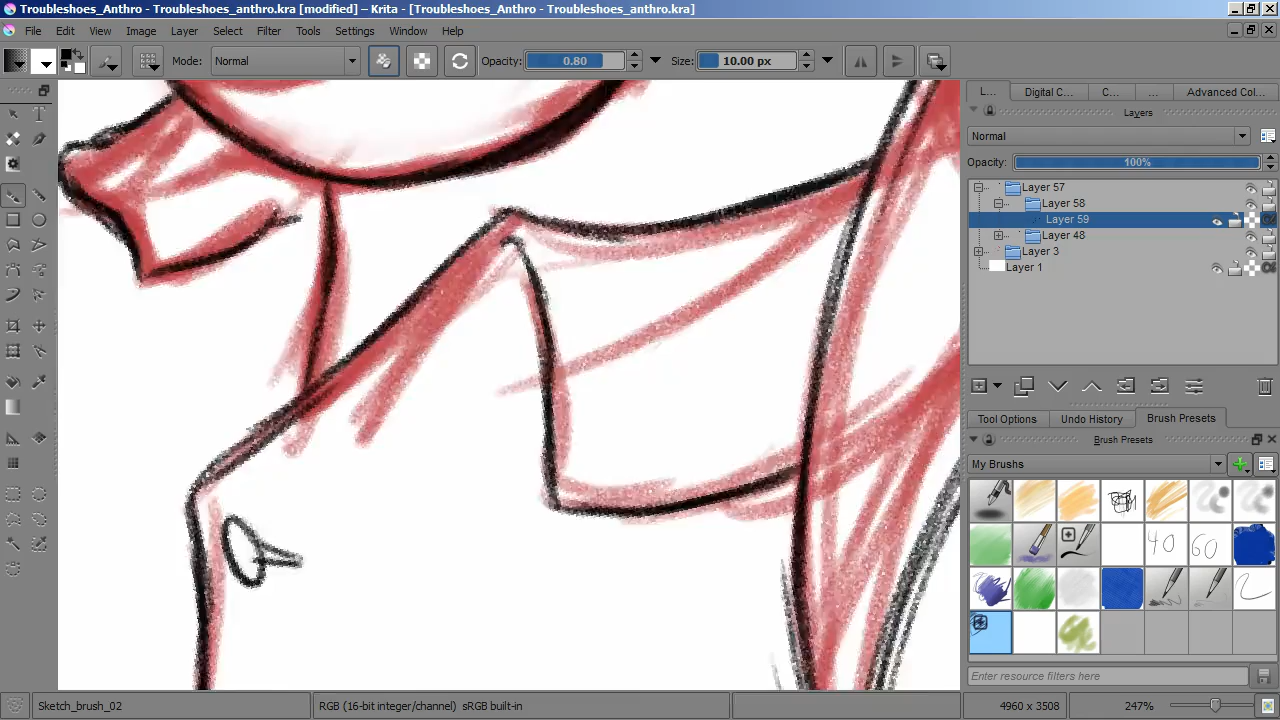 Troubleshoes_Anthro - Troubleshoes_anthro.kra [modified] – Krita - [Troubleshoes_Anthro - Troubleshoes_anthro.kra]
File Edit View Image Layer Select Filter Tools Settings Window Help
Mode: Normal Opacity: 0.80 Size: 10.00 px
L... Digital C... C... ... Advanced Col...
Layers
Normal
Opacity: 100%
Layer 57
Layer 58
Layer 59
Layer 48
Layer 3
Layer 1
Tool Options Undo History Brush Presets
Brush Presets
My Brushes
40 60
Enter resource filters here
Sketch_brush_02 RGB (16-bit integer/channel) sRGB built-in 4960 x 3508 247%